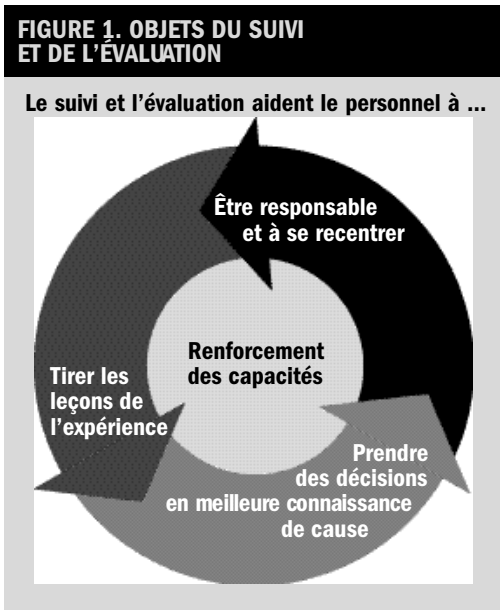 FIGURE 1. OBJETS DU SUIVI
ET DE L'ÉVALUATION
Le suivi et l'évaluation aident le personnel à ...
Être responsable
et à se recentrer
Renforcement
des capacités
Tirer les
leçons de
l'expérience
Prendre
des décisions
en meilleure connaissance
de cause